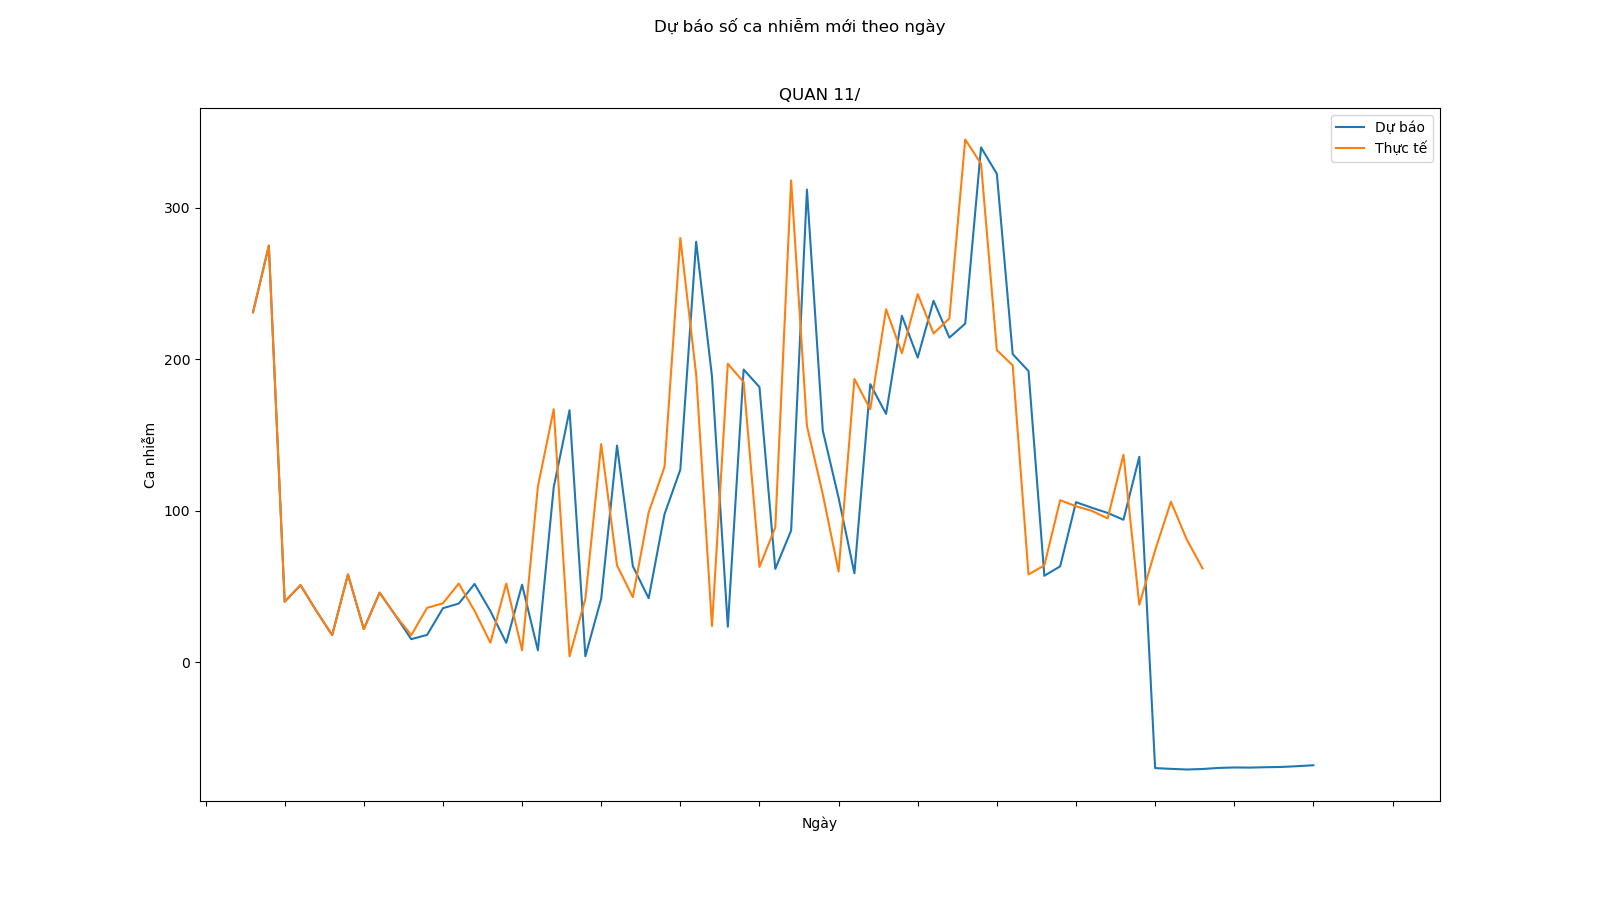 Dự báo số ca nhiễm mới theo ngày
QUAN 11/
Dự báo
Thực tế
300
200
100
0
Ca nhiễm
Ngày